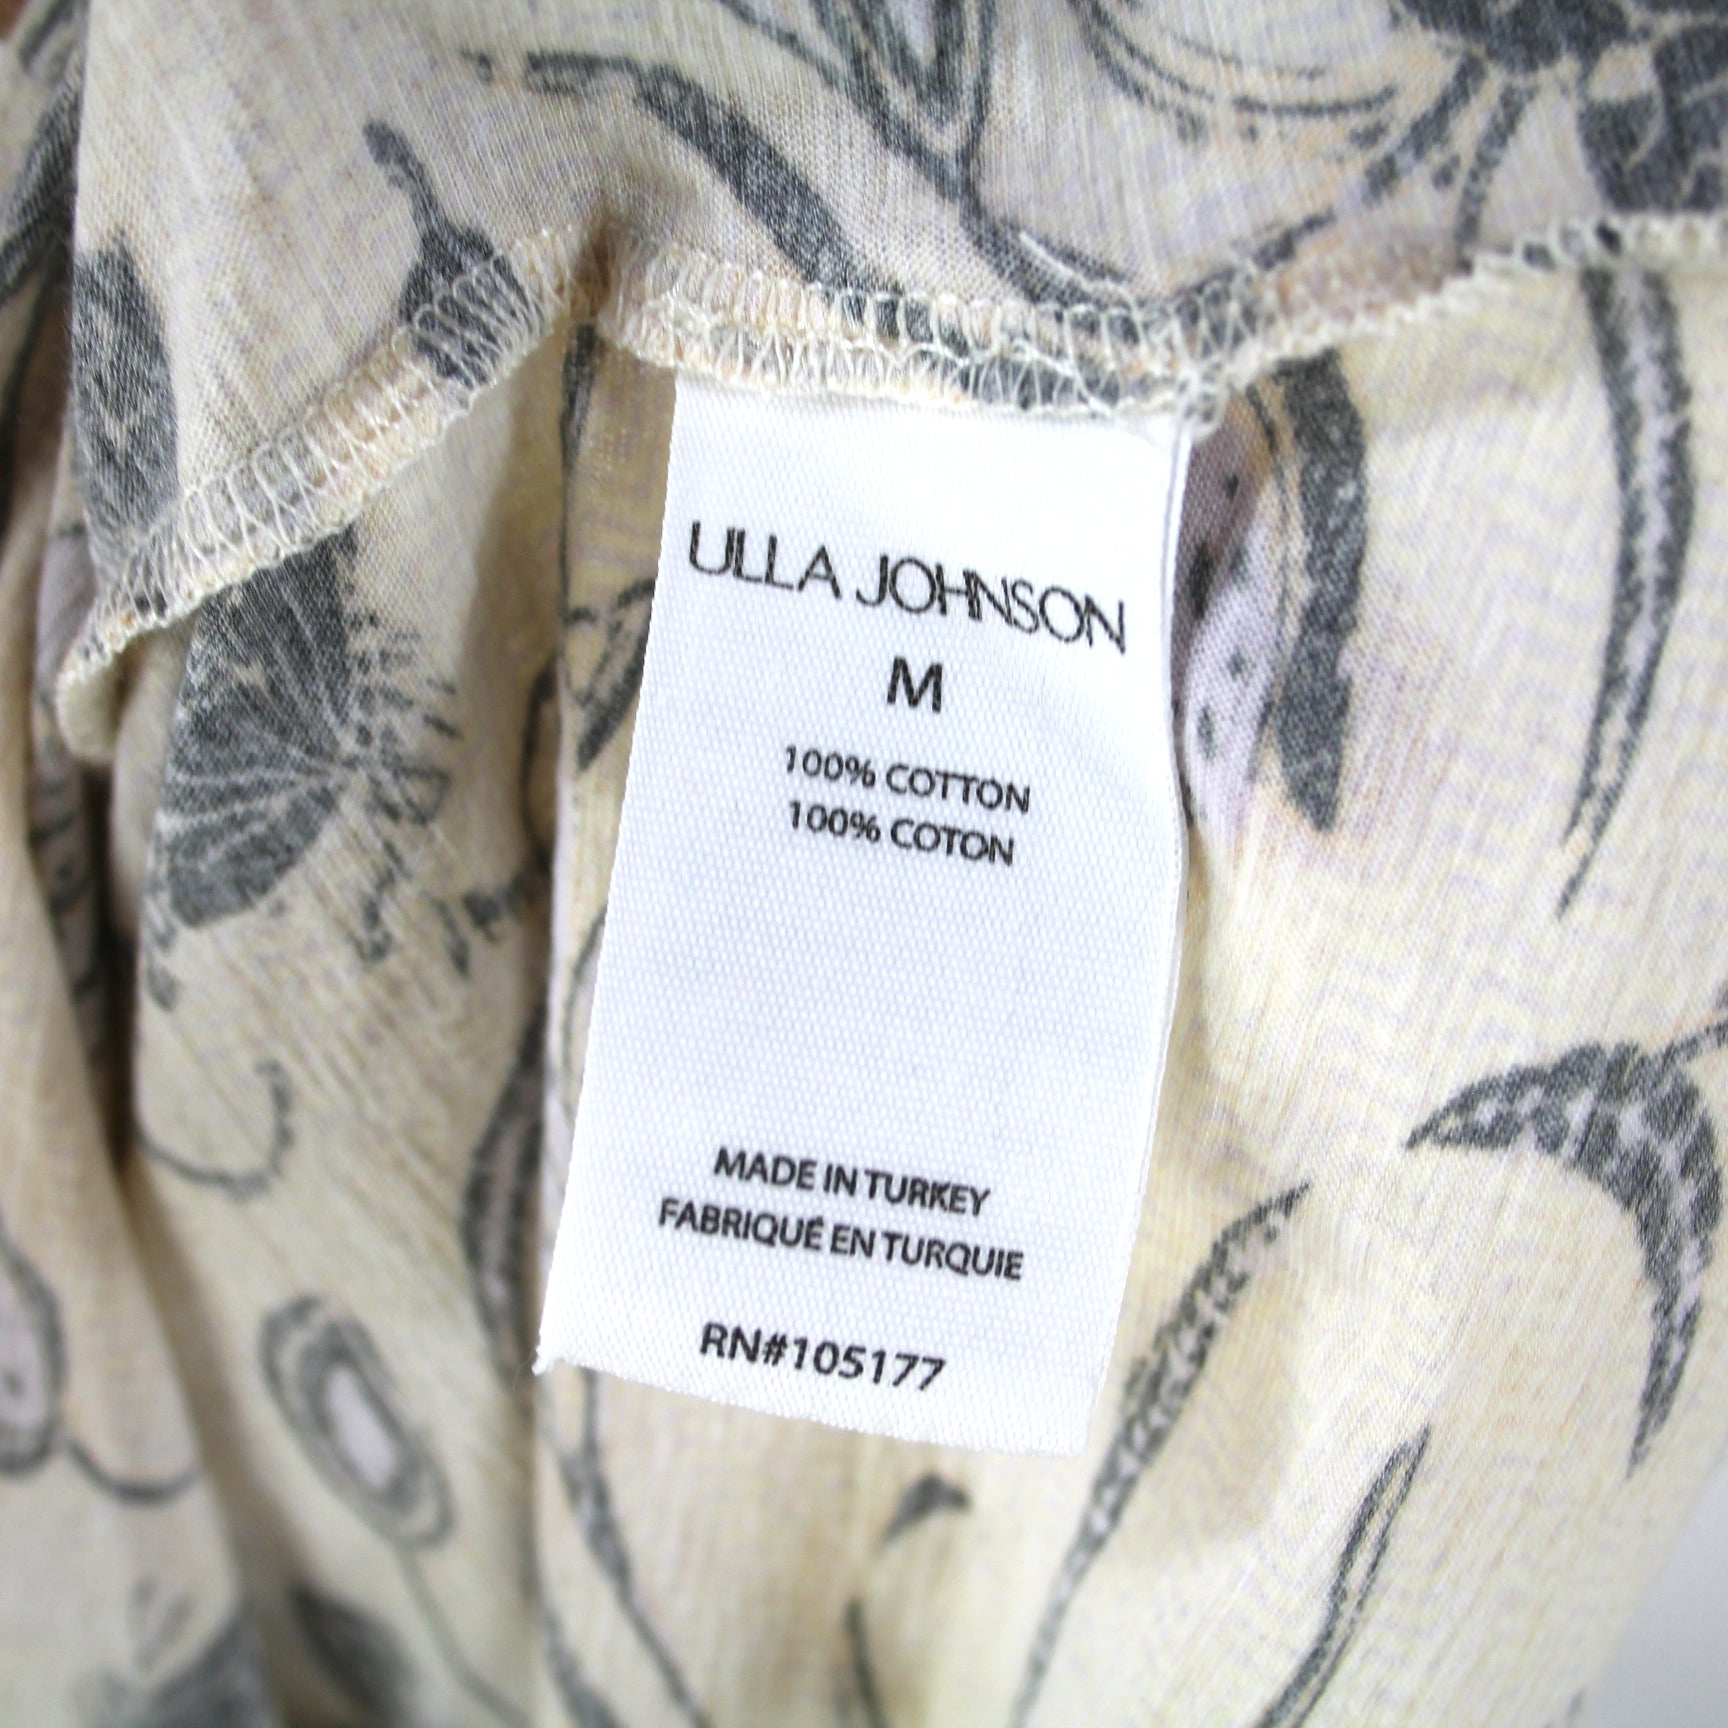 ULLA JOHNSON
M
100% COTTON
100% COTON
MADE IN TURKEY
FABRIQUÉ EN TURQUIE
RN#105177